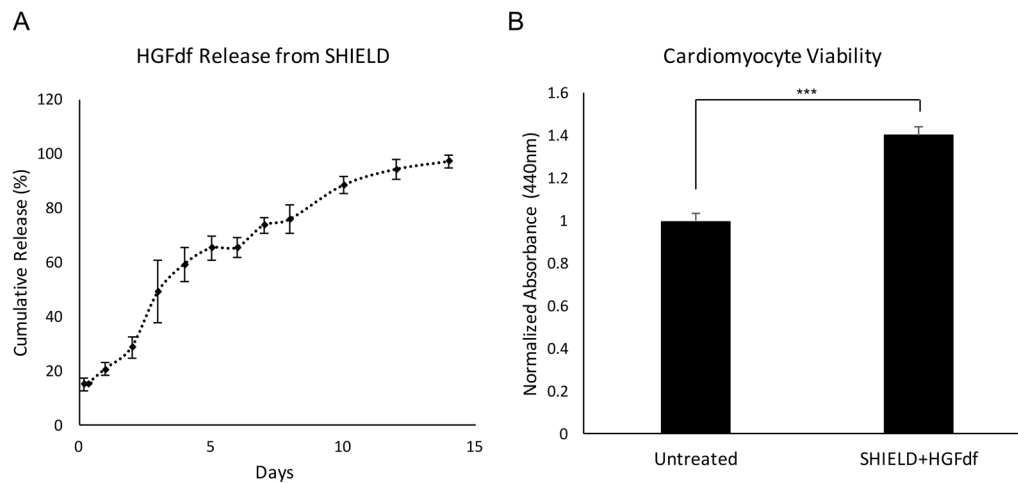 A
HGFdf Release from SHIELD
Cumulative Release (%)
120
100
80
60
40
20
0
0 5 10 15
Days
B
Cardiomyocyte Viability
Normalized Absorbance (440nm)
1.6
1.4
1.2
1
0.8
0.6
0.4
0.2
0
***
Untreated SHIELD+HGFdf